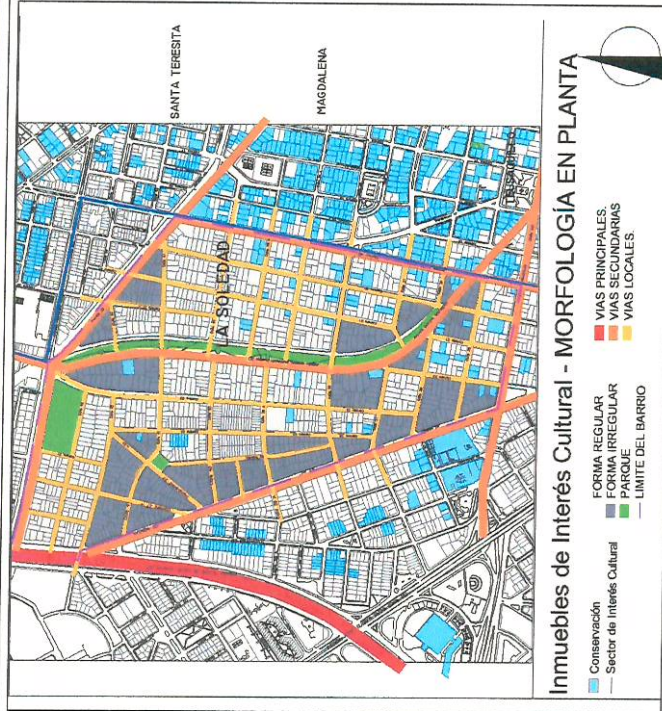 SANTA TERESITA
MAGDALENA
LA SOLEDAD
Inmuebles de Interés Cultural - MORFOLOGÍA EN PLANTA
Conservación
Sector de Interés Cultural
FORMA REGULAR
FORMA IRREGULAR
PARQUE
LIMITE DEL BARRIO
VIAS PRINCIPALES.
VIAS SECUNDARIAS
VIAS LOCALES.